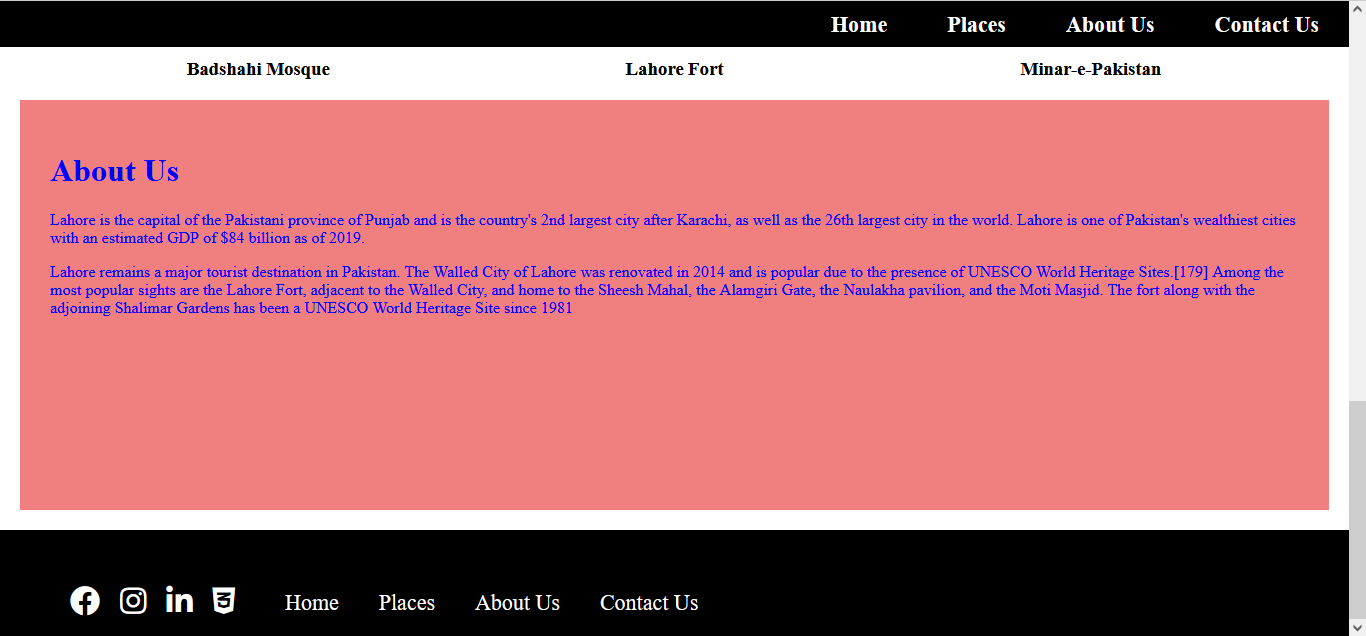 Home Places About Us Contact Us
Badshahi Mosque Lahore Fort Minar-e-Pakistan
About Us
Lahore is the capital of the Pakistani province of Punjab and is the country's 2nd largest city after Karachi, as well as the 26th largest city in the world. Lahore is one of Pakistan's wealthiest cities
with an estimated GDP of $84 billion as of 2019.
Lahore remains a major tourist destination in Pakistan. The Walled City of Lahore was renovated in 2014 and is popular due to the presence of UNESCO World Heritage Sites.[179] Among the
most popular sights are the Lahore Fort, adjacent to the Walled City, and home to the Sheesh Mahal, the Alamgiri Gate, the Naulakha pavilion, and the Moti Masjid. The fort along with the
adjoining Shalimar Gardens has been a UNESCO World Heritage Site since 1981
Home Places About Us Contact Us